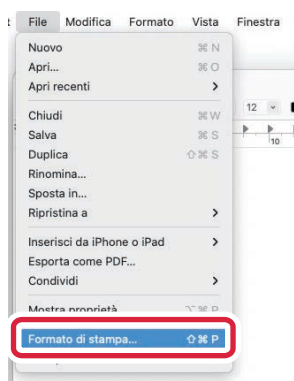 File Modifica Formato Vista Finestra
Nuovo ⌘ N
Apri... ⌘ O
Apri recenti >
12
Chiudi ⌘ W
Salva ⌘ S
10
Duplica ⇧ ⌘ S
Rinomina...
Sposta in...
Ripristina a >
Inserisci da iPhone o iPad >
Esporta come PDF...
Condividi >
Mostra proprietà ⌥ ⌘ P
Formato di stampa... ⇧ ⌘ P